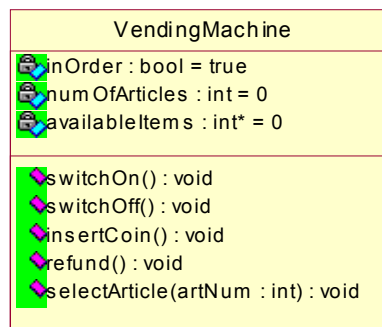 VendingMachine
inOrder : bool = true
numOfArticles : int = 0
availableItems : int* = 0
switchOn() : void
switchOff() : void
insertCoin() : void
refund() : void
selectArticle(artNum : int) : void